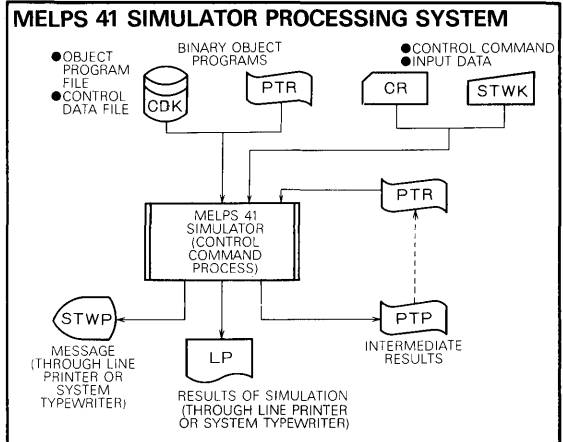 MELPS 41 SIMULATOR PROCESSING SYSTEM
●OBJECT
PROGRAM
FILE
●CONTROL
DATA FILE
CDK
BINARY OBJECT
PROGRAMS
PTR
●CONTROL COMMAND
●INPUT DATA
CR
STWK
MELPS 41
SIMULATOR
(CONTROL
COMMAND
PROCESS)
PTR
STWP
MESSAGE
(THROUGH LINE
PRINTER OR
SYSTEM
TYPEWRITER)
LP
RESULTS OF SIMULATION
(THROUGH LINE PRINTER
OR SYSTEM TYPEWRITER)
PTP
INTERMEDIATE
RESULTS